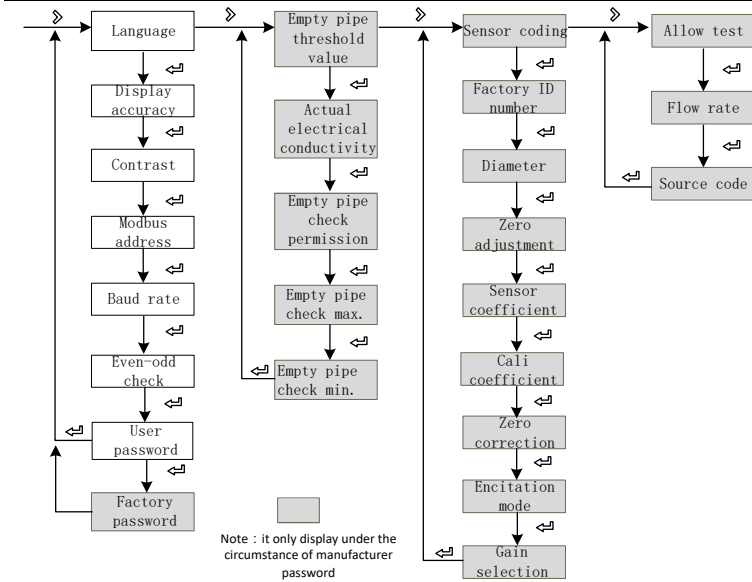 Language
Display
accuracy
Contrast
Modbus
address
Baud rate
Even-odd
check
User
password
Factory
password
Empty pipe
threshold
value
Actual
electrical
conductivity
Empty pipe
check
permission
Empty pipe
check max.
Empty pipe
check min.
Note：it only display under the
circumstance of manufacturer
password
Sensor coding
Factory ID
number
Diameter
Zero
adjustment
Sensor
coefficient
Cali
coefficient
Zero
correction
Encitation
mode
Gain
selection
Allow test
Flow rate
Source code